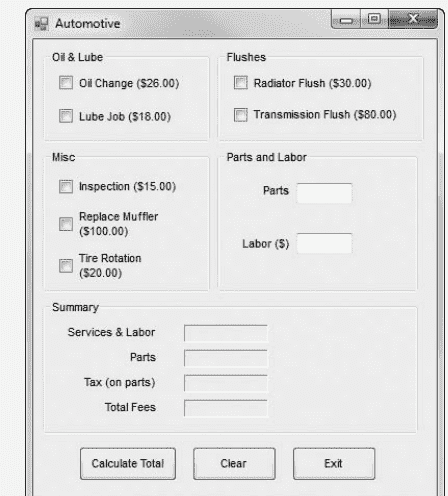 Automotive
Oil & Lube
Oil Change ($26.00)
Lube Job ($18.00)
Flushes
Radiator Flush ($30.00)
Transmission Flush ($80.00)
Misc
Inspection ($15.00)
Replace Muffler
($100.00)
Tire Rotation
($20.00)
Parts and Labor
Parts
Labor ($)
Summary
Services & Labor
Parts
Tax (on parts)
Total Fees
Calculate Total
Clear
Exit